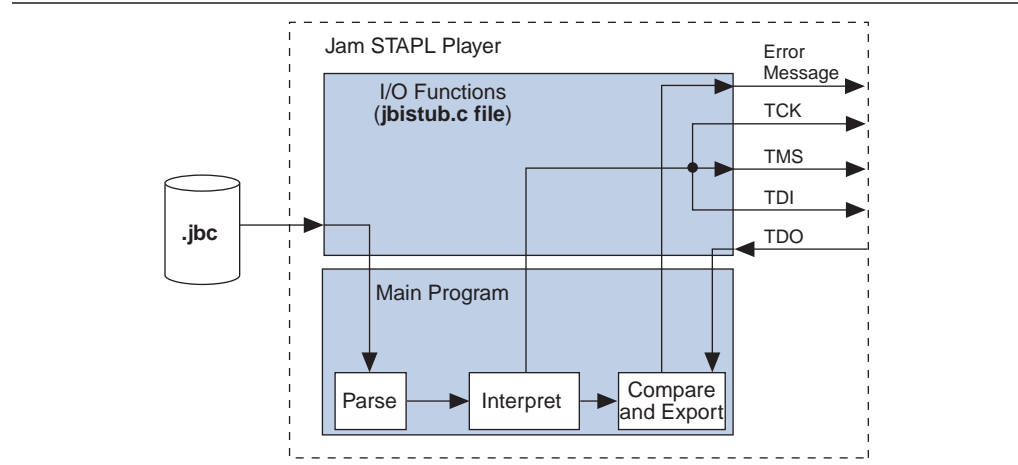 Jam STAPL Player
I/O Functions
(jbistub.c file)
Error
Message
TCK
TMS
TDI
TDO
.jbc
Main Program
Parse
Interpret
Compare
and Export